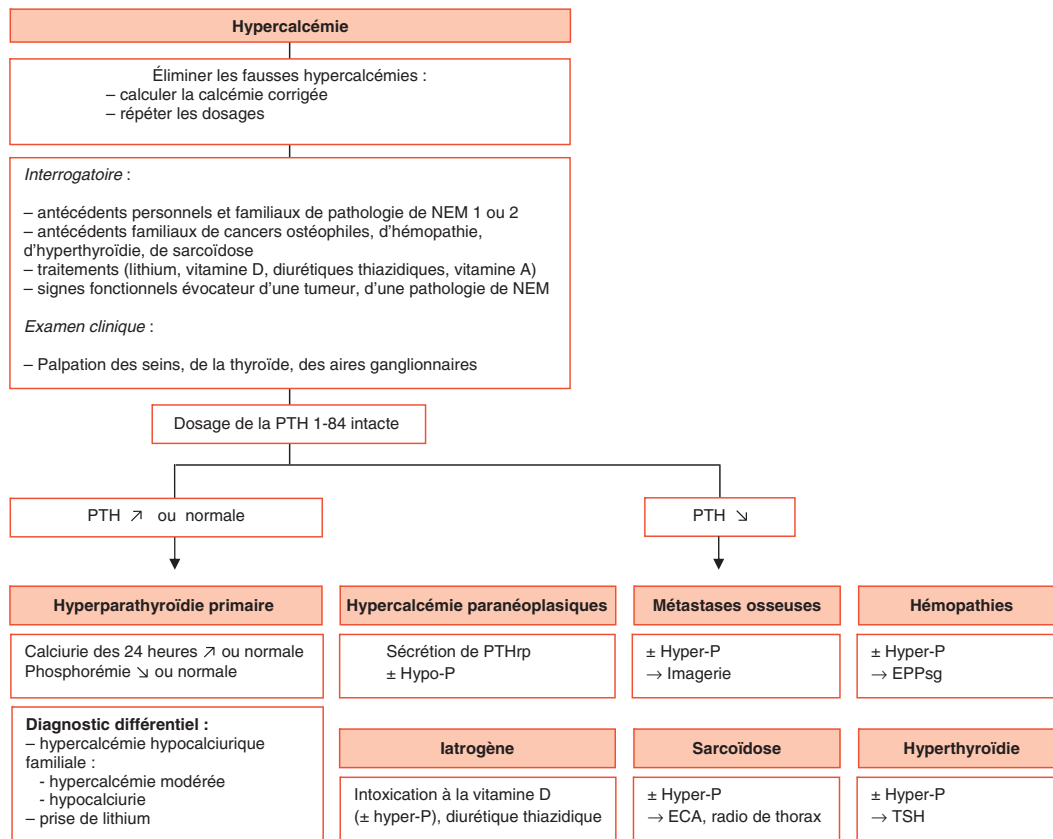 Hypercalcémie
Éliminer les fausses hypercalcémies :
– calculer la calcémie corrigée
– répéter les dosages
Interrogatoire :
– antécédents personnels et familiaux de pathologie de NEM 1 ou 2
– antécédents familiaux de cancers ostéophiles, d'hémopathie,
d'hyperthyroïdie, de sarcoïdose
– traitements (lithium, vitamine D, diurétiques thiazidiques, vitamine A)
– signes fonctionnels évocateur d'une tumeur, d'une pathologie de NEM
Examen clinique :
– Palpation des seins, de la thyroïde, des aires ganglionnaires
Dosage de la PTH 1-84 intacte
PTH ↗ ou normale
PTH ↘
Hyperparathyroïdie primaire
Calciurie des 24 heures ↗ ou normale
Phosphorémie ↘ ou normale
Diagnostic différentiel :
– hypercalcémie hypocalciurique
familiale :
- hypercalcémie modérée
- hypocalciurie
– prise de lithium
Hypercalcémie paranéoplasiques
Sécrétion de PTHrp
± Hypo-P
Métastases osseuses
± Hyper-P
→ Imagerie
Hémopathies
± Hyper-P
→ EPPsg
Iatrogène
Intoxication à la vitamine D
(± hyper-P), diurétique thiazidique
Sarcoïdose
± Hyper-P
→ ECA, radio de thorax
Hyperthyroïdie
± Hyper-P
→ TSH